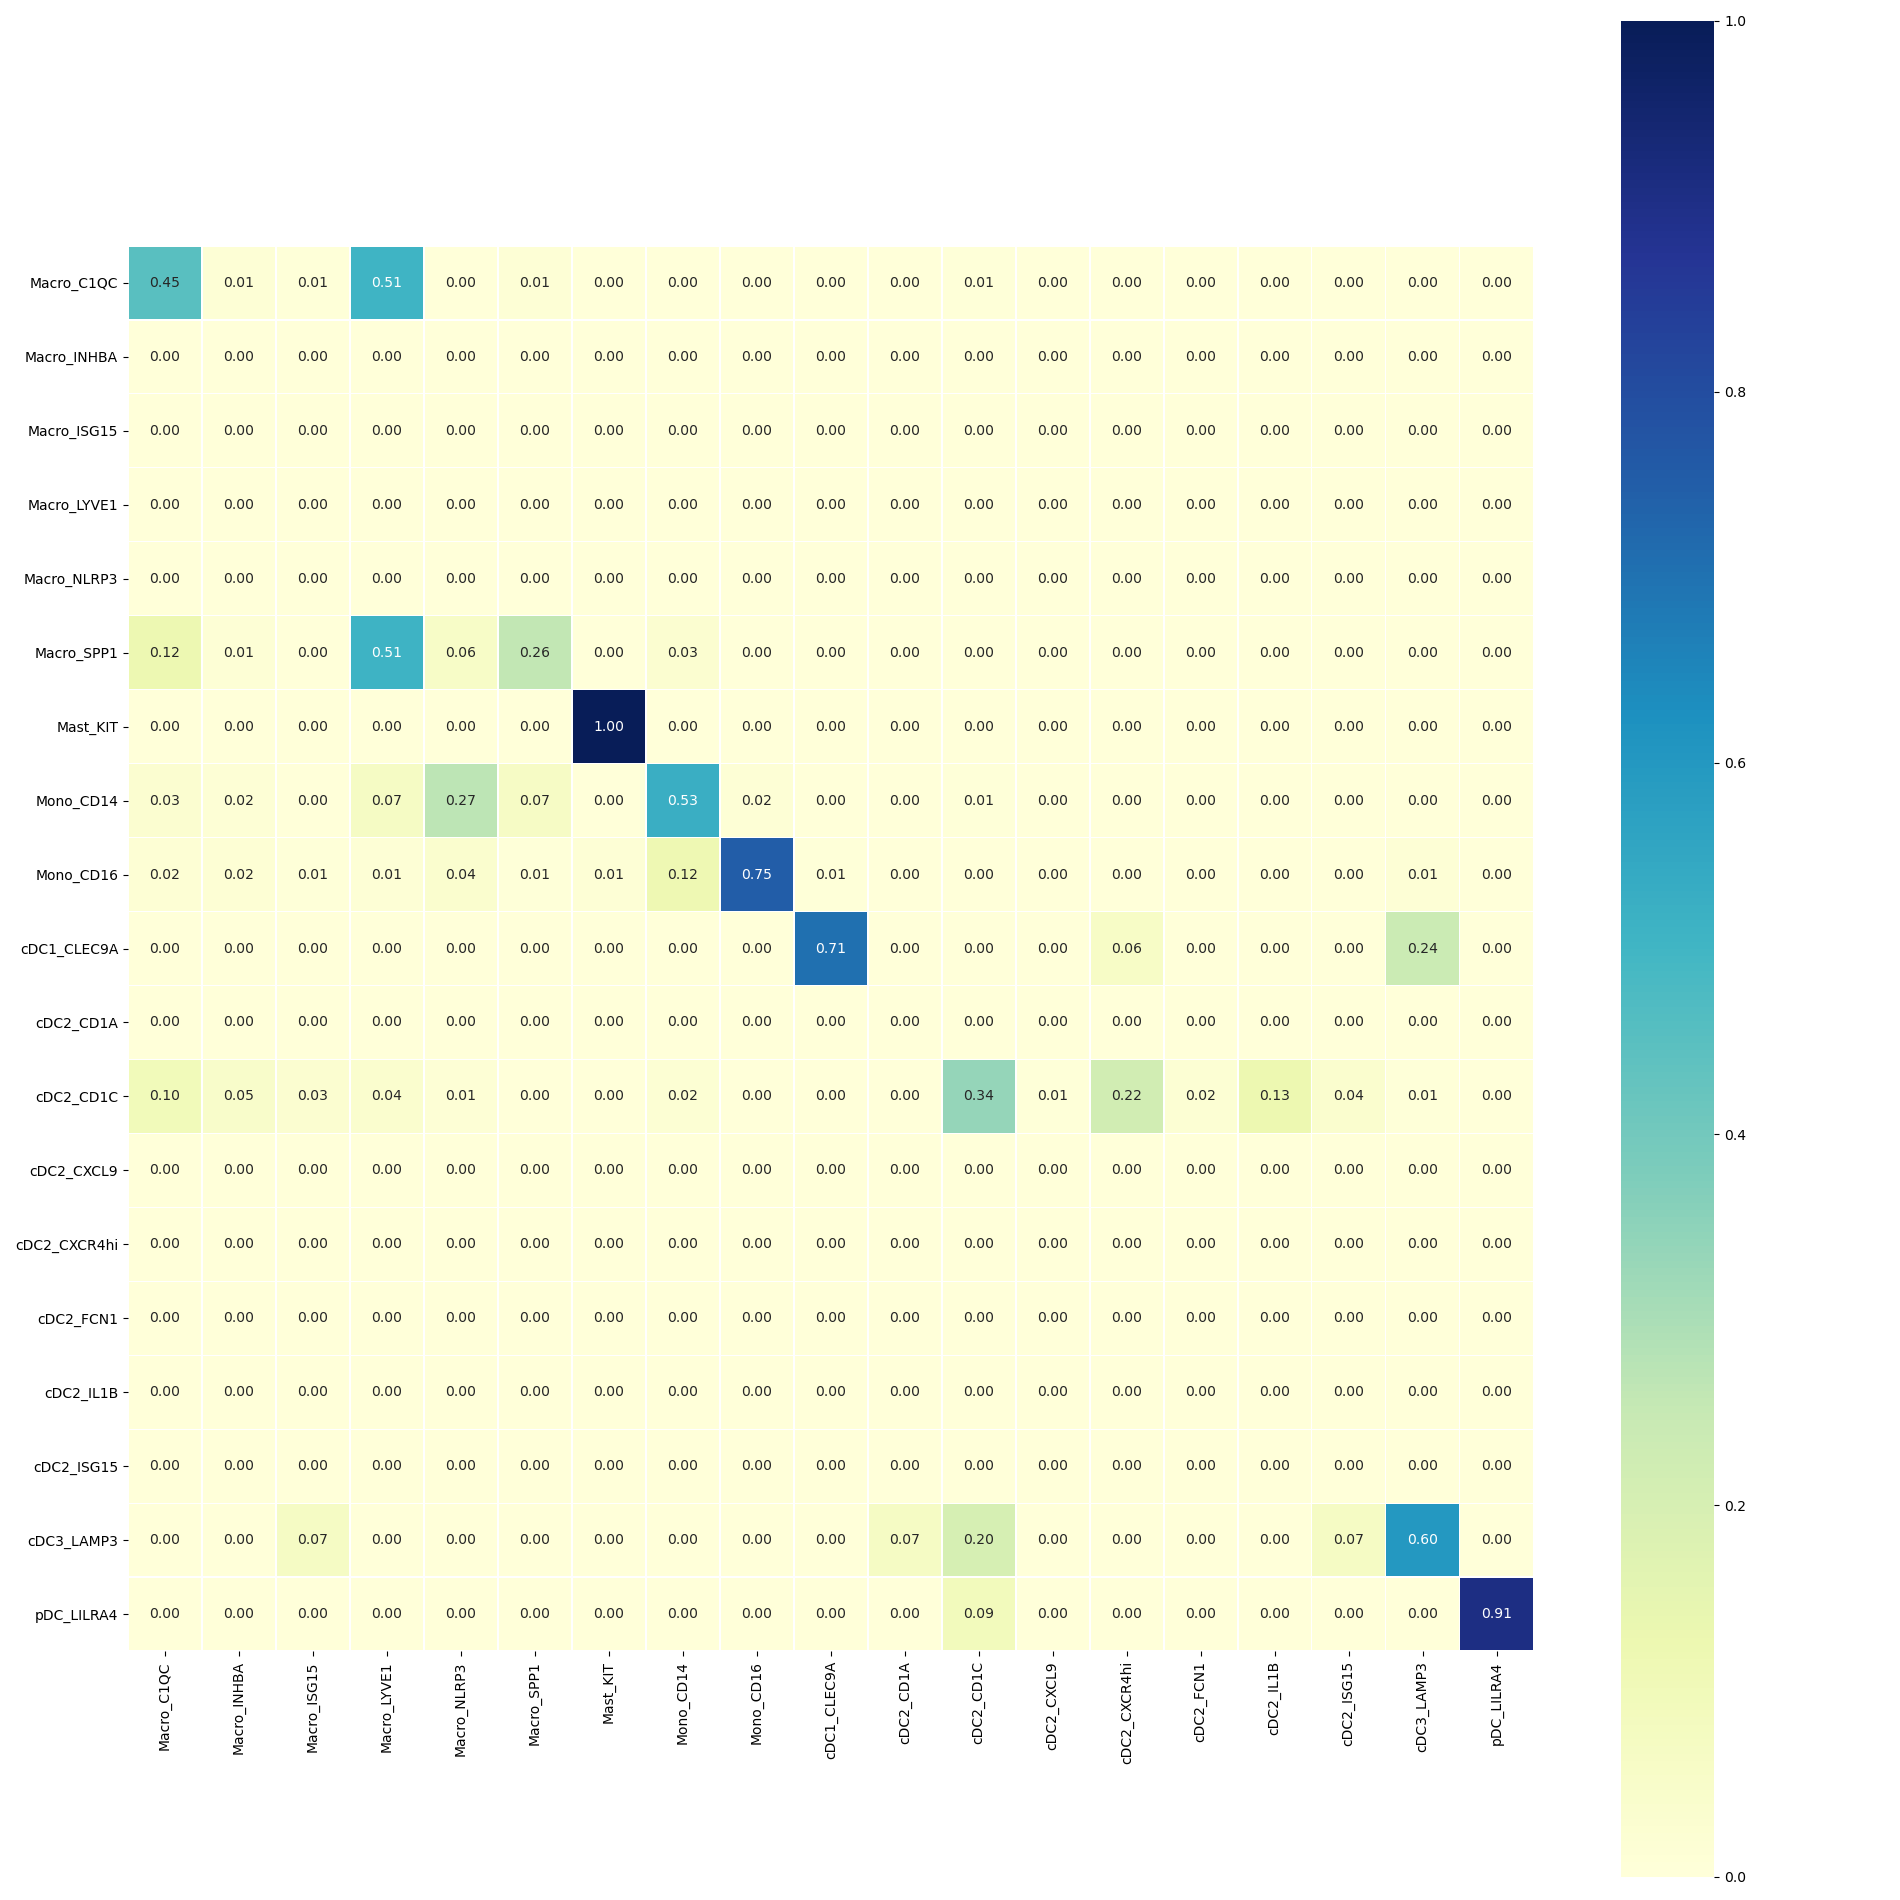 1.0
Macro_C1QC 0.45 0.01 0.01 0.51 0.00 0.01 0.00 0.00 0.00 0.00 0.00 0.01 0.00 0.00 0.00 0.00 0.00 0.00 0.00
Macro_INHBA 0.00 0.00 0.00 0.00 0.00 0.00 0.00 0.00 0.00 0.00 0.00 0.00 0.00 0.00 0.00 0.00 0.00 0.00 0.00
0.8
Macro_ISG15 0.00 0.00 0.00 0.00 0.00 0.00 0.00 0.00 0.00 0.00 0.00 0.00 0.00 0.00 0.00 0.00 0.00 0.00 0.00
Macro_LYVE1 0.00 0.00 0.00 0.00 0.00 0.00 0.00 0.00 0.00 0.00 0.00 0.00 0.00 0.00 0.00 0.00 0.00 0.00 0.00
Macro_NLRP3 0.00 0.00 0.00 0.00 0.00 0.00 0.00 0.00 0.00 0.00 0.00 0.00 0.00 0.00 0.00 0.00 0.00 0.00 0.00
Macro_SPP1 0.12 0.01 0.00 0.51 0.06 0.26 0.00 0.03 0.00 0.00 0.00 0.00 0.00 0.00 0.00 0.00 0.00 0.00 0.00
Mast_KIT 0.00 0.00 0.00 0.00 0.00 0.00 1.00 0.00 0.00 0.00 0.00 0.00 0.00 0.00 0.00 0.00 0.00 0.00 0.00
0.6
Mono_CD14 0.03 0.02 0.00 0.07 0.27 0.07 0.00 0.53 0.02 0.00 0.00 0.01 0.00 0.00 0.00 0.00 0.00 0.00 0.00
Mono_CD16 0.02 0.02 0.01 0.01 0.04 0.01 0.01 0.12 0.75 0.01 0.00 0.00 0.00 0.00 0.00 0.00 0.00 0.01 0.00
cDC1_CLEC9A 0.00 0.00 0.00 0.00 0.00 0.00 0.00 0.00 0.00 0.71 0.00 0.00 0.00 0.06 0.00 0.00 0.00 0.24 0.00
cDC2_CD1A 0.00 0.00 0.00 0.00 0.00 0.00 0.00 0.00 0.00 0.00 0.00 0.00 0.00 0.00 0.00 0.00 0.00 0.00 0.00
cDC2_CD1C 0.10 0.05 0.03 0.04 0.01 0.00 0.00 0.02 0.00 0.00 0.00 0.34 0.01 0.22 0.02 0.13 0.04 0.01 0.00
0.4
cDC2_CXCL9 0.00 0.00 0.00 0.00 0.00 0.00 0.00 0.00 0.00 0.00 0.00 0.00 0.00 0.00 0.00 0.00 0.00 0.00 0.00
cDC2_CXCR4hi 0.00 0.00 0.00 0.00 0.00 0.00 0.00 0.00 0.00 0.00 0.00 0.00 0.00 0.00 0.00 0.00 0.00 0.00 0.00
cDC2_FCN1 0.00 0.00 0.00 0.00 0.00 0.00 0.00 0.00 0.00 0.00 0.00 0.00 0.00 0.00 0.00 0.00 0.00 0.00 0.00
cDC2_IL1B 0.00 0.00 0.00 0.00 0.00 0.00 0.00 0.00 0.00 0.00 0.00 0.00 0.00 0.00 0.00 0.00 0.00 0.00 0.00
cDC2_ISG15 0.00 0.00 0.00 0.00 0.00 0.00 0.00 0.00 0.00 0.00 0.00 0.00 0.00 0.00 0.00 0.00 0.00 0.00 0.00
0.2
cDC3_LAMP3 0.00 0.00 0.07 0.00 0.00 0.00 0.00 0.00 0.00 0.00 0.07 0.20 0.00 0.00 0.00 0.00 0.07 0.60 0.00
pDC_LILRA4 0.00 0.00 0.00 0.00 0.00 0.00 0.00 0.00 0.00 0.00 0.00 0.09 0.00 0.00 0.00 0.00 0.00 0.00 0.91
Macro_C1QC
Macro_INHBA
Macro_ISG15
Macro_LYVE1
Macro_NLRP3
Macro_SPP1
Mast_KIT
Mono_CD14
Mono_CD16
cDC1_CLEC9A
cDC2_CD1A
cDC2_CD1C
cDC2_CXCL9
cDC2_CXCR4hi
cDC2_FCN1
cDC2_IL1B
cDC2_ISG15
cDC3_LAMP3
pDC_LILRA4
0.0